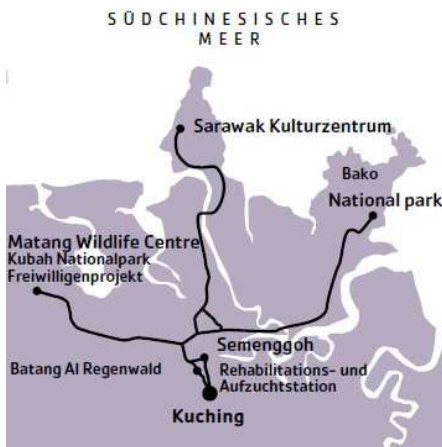 SÜDCHINESISCHES
MEER
Sarawak Kulturzentrum
Bako
National park
Matang Wildlife Centre
Kubah Nationalpark
Freiwilligenprojekt
Semenggoh
Batang AI Regenwald
Rehabilitations- und
Aufzuchtstation
Kuching